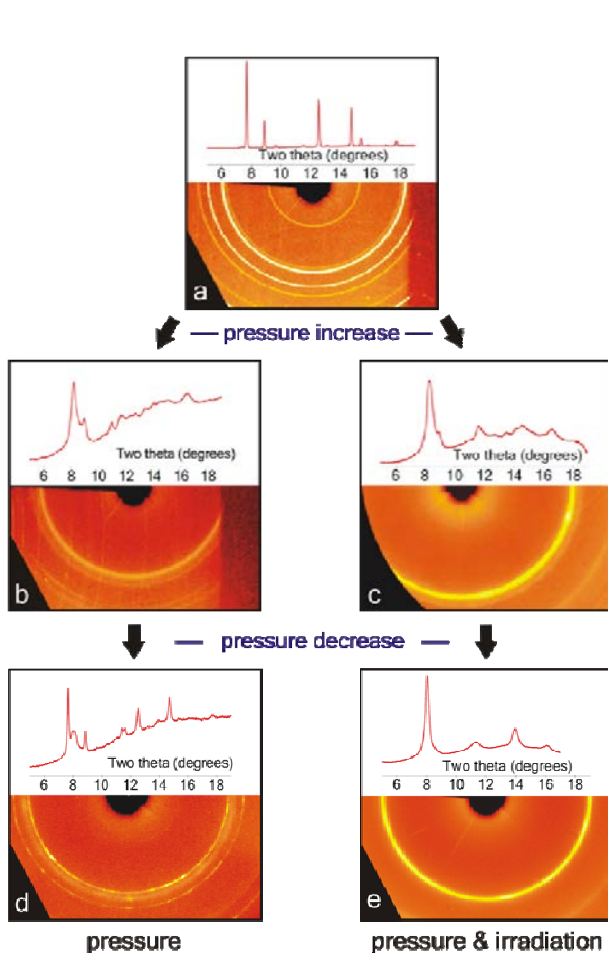 Two theta (degrees)
6 8 10 12 14 16 18
a
pressure increase
Two theta (degrees)
6 8 10 12 14 16 18
b
Two theta (degrees)
6 8 10 12 14 16 18
c
pressure decrease
Two theta (degrees)
6 8 10 12 14 16 18
d
Two theta (degrees)
6 8 10 12 14 16 18
e
pressure
pressure & irradiation